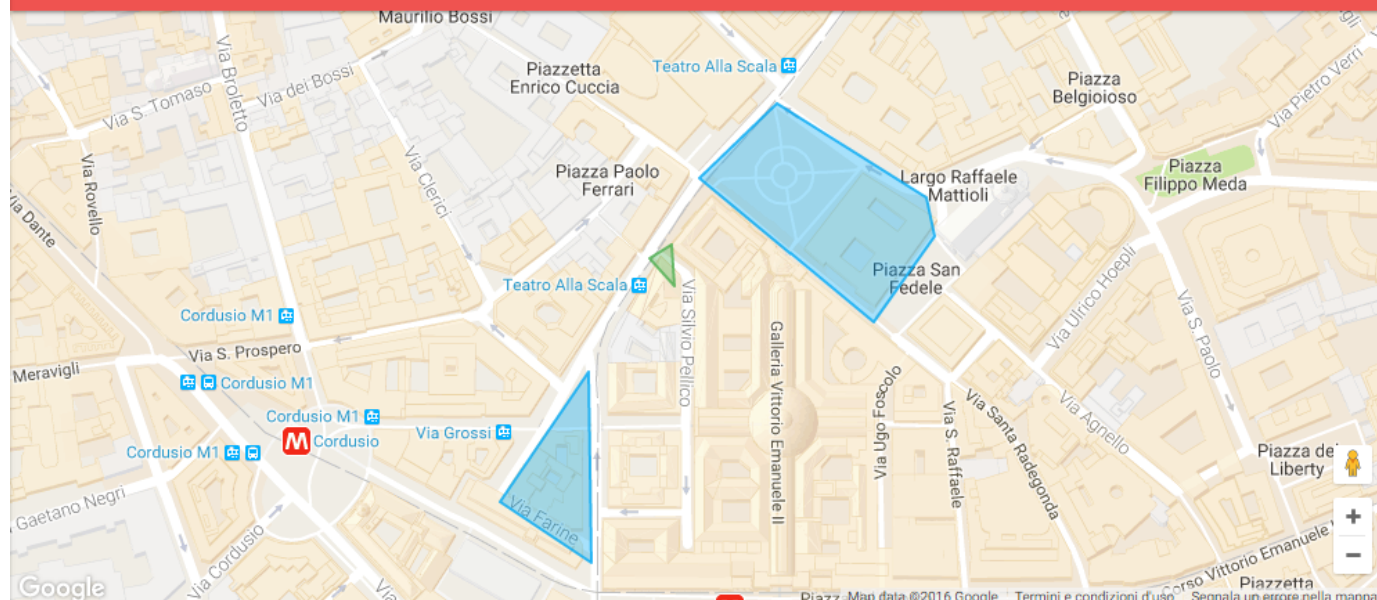 Maurilio Bossi
Via Broletto
Via dei Bossi
Via S. Tomaso
Via Rovello
Via Dante
Via Clerici
Piazzetta
Enrico Cuccia
Teatro Alla Scala
Piazza
Belgioioso
Via Pietro Verri
Piazza Paolo
Ferrari
Largo Raffaele
Mattioli
Piazza
Filippo Meda
Piazza San
Fedele
Teatro Alla Scala
Via Silvio Pellico
Galleria Vittorio Emanuele II
Via Ulrico Hoepli
Via S. Paolo
Cordusio M1
Via S. Prospero
Meravigli
Cordusio M1
Cordusio M1
M
Cordusio
Via Grossi
Cordusio M1
Via Ugo Foscolo
Via S. Raffaele
Via Santa Radegonda
Via Agnello
Piazza del
Liberty
Gaetano Negri
Via Cordusio
Via Farine
Corso Vittorio Emanuele
Piazzetta
+
−
Google
Map data ©2016 Google
Termini e condizioni d'uso
Segnala un errore nella mappa